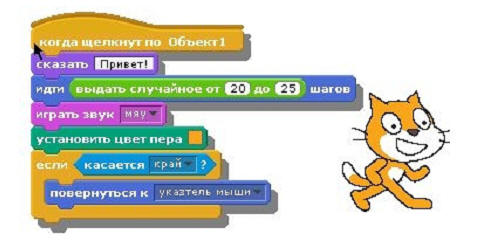 когда щелкнут по Объект1
сказать Привет!
идти выдать случайное от 20 до 25 шагов
играть звук мяу
установить цвет пера
если касается край ?
повернуться к указтель мыши